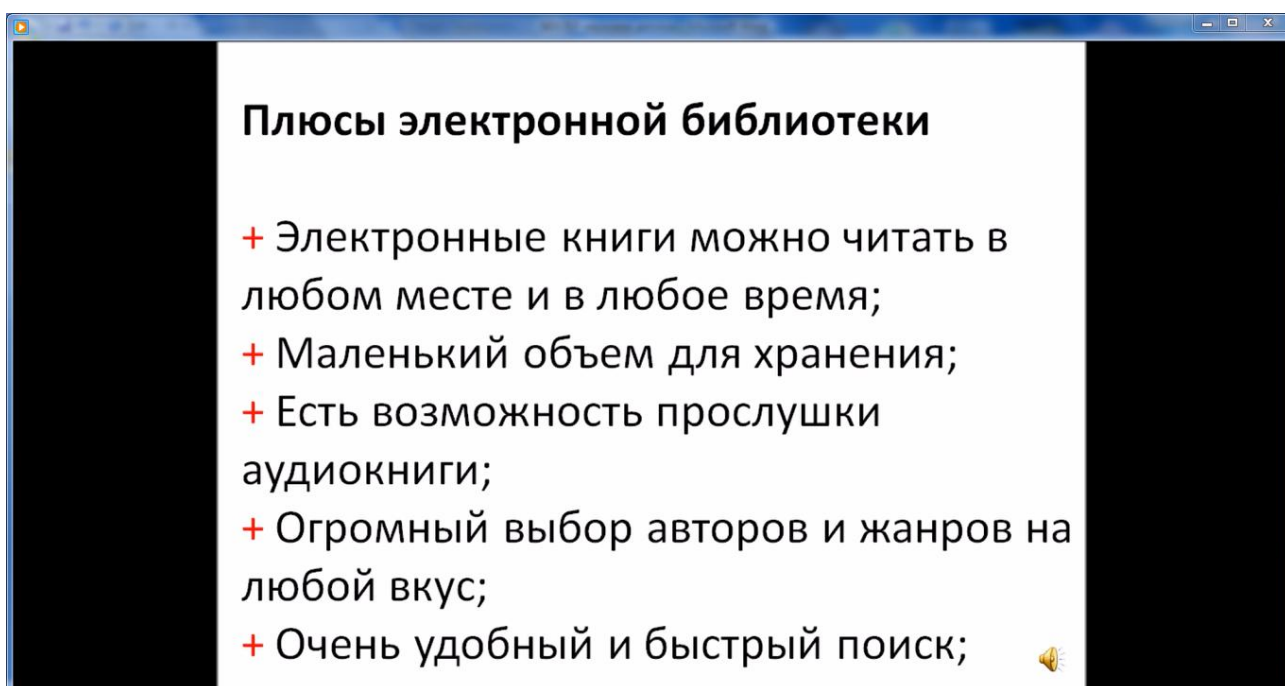 Плюсы электронной библиотеки
+ Электронные книги можно читать в
любом месте и в любое время;
+ Маленький объем для хранения;
+ Есть возможность прослушки
аудиокниги;
+ Огромный выбор авторов и жанров на
любой вкус;
+ Очень удобный и быстрый поиск;